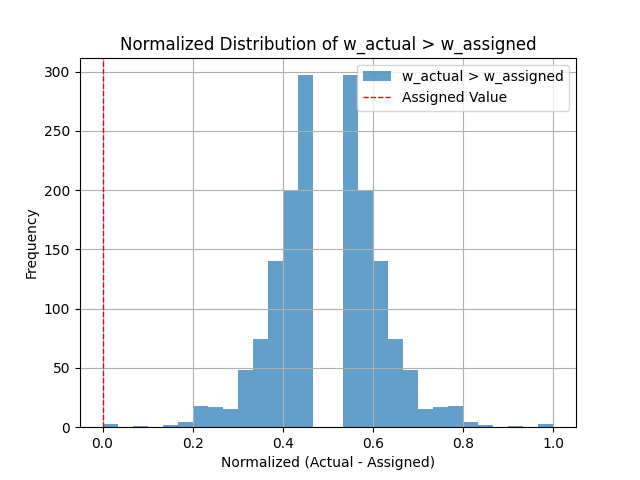 Normalized Distribution of w_actual > w_assigned
w_actual > w_assigned
Assigned Value
Frequency
300
250
200
150
100
50
0
0.0 0.2 0.4 0.6 0.8 1.0
Normalized (Actual - Assigned)